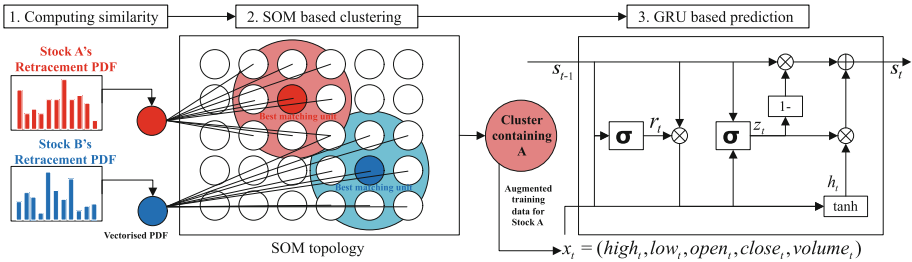 1. Computing similarity
2. SOM based clustering
3. GRU based prediction
Stock A's
Retracement PDF
Stock B's
Retracement PDF
Vectorised PDF
Best matching unit
Best matching unit
SOM topology
Cluster
containing
A
Augmented
training
data for
Stock A
s_{t-1}
s_t
σ
r_t
σ
z_t
1-
h_t
tanh
x_t = (high_t, low_t, open_t, close_t, volume_t)